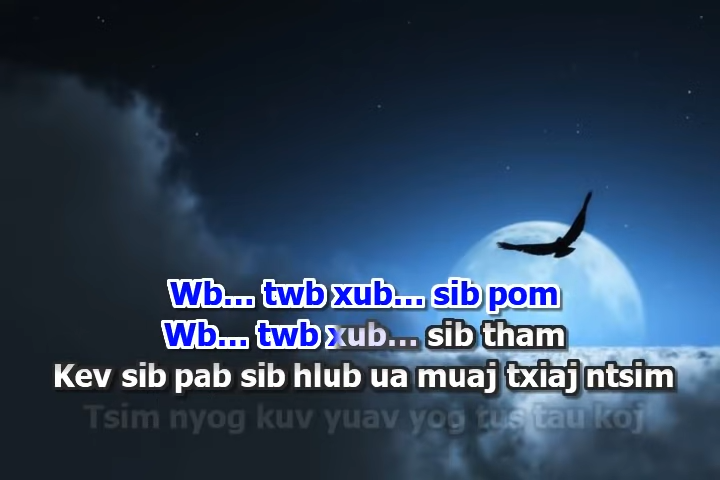 Wb... twb xub... sib pom
Wb... twb xub... sib tham
Kev sib pab sib hlub ua muaj txiaj ntsim
Tsim nyog kuv yuav yog tus tau koj